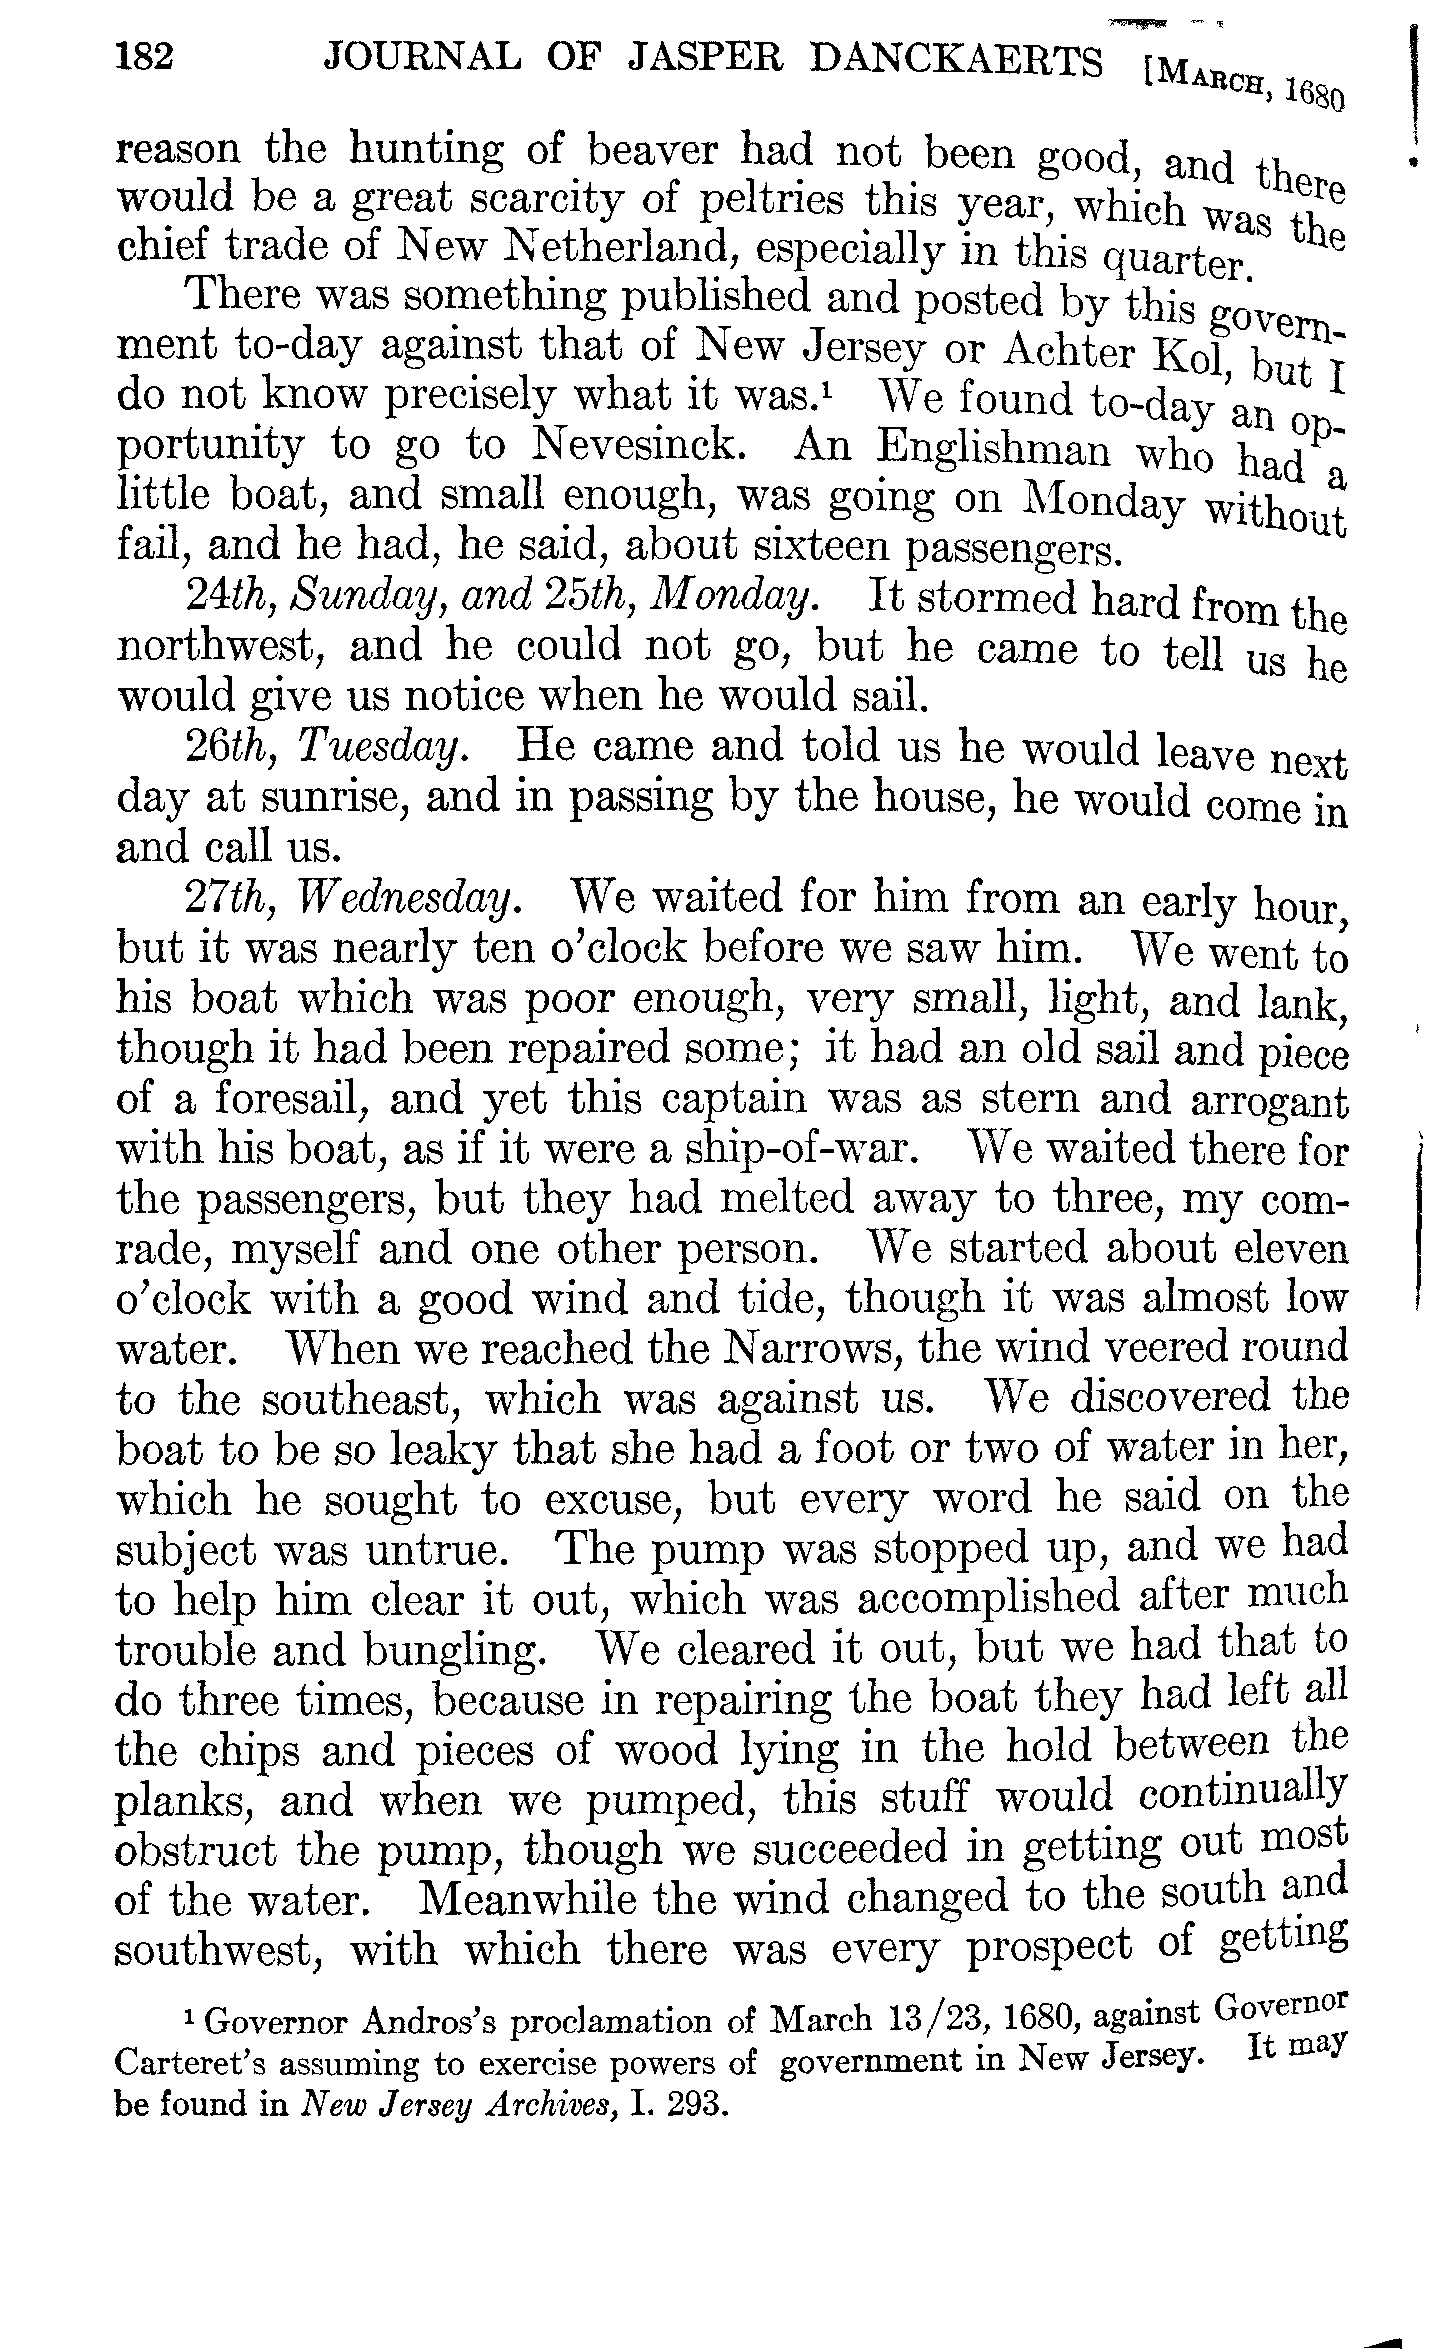 182 JOURNAL OF JASPER DANCKAERTS [MARCH, 1680
reason the hunting of beaver had not been good, and there
would be a great scarcity of peltries this year, which was the
chief trade of New Netherland, especially in this quarter.
There was something published and posted by this govern-
ment to-day against that of New Jersey or Achter Kol, but I
do not know precisely what it was.¹ We found to-day an op-
portunity to go to Nevesinck. An Englishman who had a
little boat, and small enough, was going on Monday without
fail, and he had, he said, about sixteen passengers.
24th, Sunday, and 25th, Monday. It stormed hard from the
northwest, and he could not go, but he came to tell us he
would give us notice when he would sail.
26th, Tuesday. He came and told us he would leave next
day at sunrise, and in passing by the house, he would come in
and call us.
27th, Wednesday. We waited for him from an early hour,
but it was nearly ten o'clock before we saw him. We went to
his boat which was poor enough, very small, light, and lank,
though it had been repaired some; it had an old sail and piece
of a foresail, and yet this captain was as stern and arrogant
with his boat, as if it were a ship-of-war. We waited there for
the passengers, but they had melted away to three, my com-
rade, myself and one other person. We started about eleven
o'clock with a good wind and tide, though it was almost low
water. When we reached the Narrows, the wind veered round
to the southeast, which was against us. We discovered the
boat to be so leaky that she had a foot or two of water in her,
which he sought to excuse, but every word he said on the
subject was untrue. The pump was stopped up, and we had
to help him clear it out, which was accomplished after much
trouble and bungling. We cleared it out, but we had that to
do three times, because in repairing the boat they had left all
the chips and pieces of wood lying in the hold between the
planks, and when we pumped, this stuff would continually
obstruct the pump, though we succeeded in getting out most
of the water. Meanwhile the wind changed to the south and
southwest, with which there was every prospect of getting
¹ Governor Andros's proclamation of March 13/23, 1680, against Governor
Carteret's assuming to exercise powers of government in New Jersey. It may
be found in New Jersey Archives, I. 293.